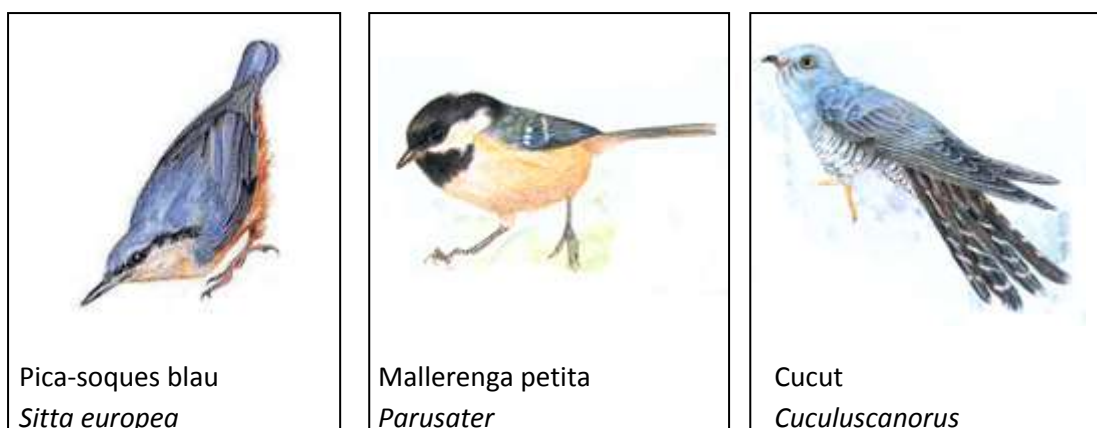 Pica-soques blau
Sitta europea
Mallerenga petita
Parusater
Cucut
Cuculuscanorus